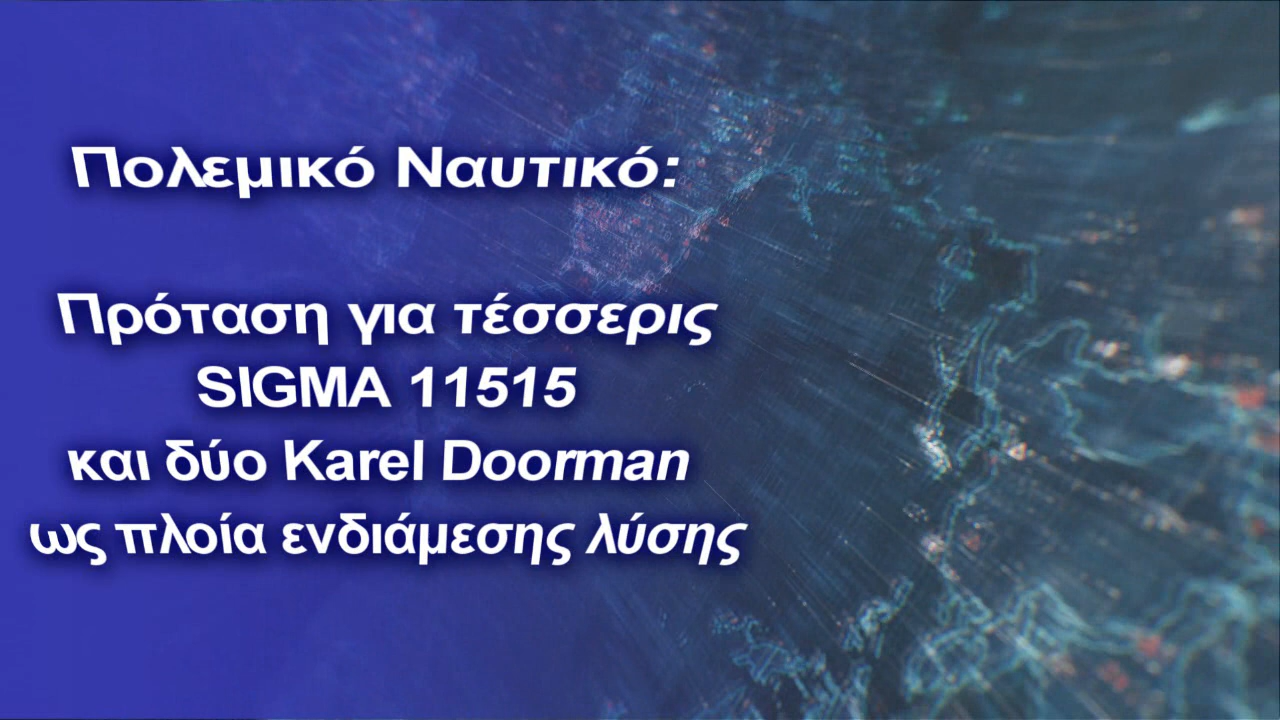 Πολεμικό Ναυτικό:
Πρόταση για τέσσερις
SIGMA 11515
και δύο Karel Doorman
ως πλοία ενδιάμεσης λύσης